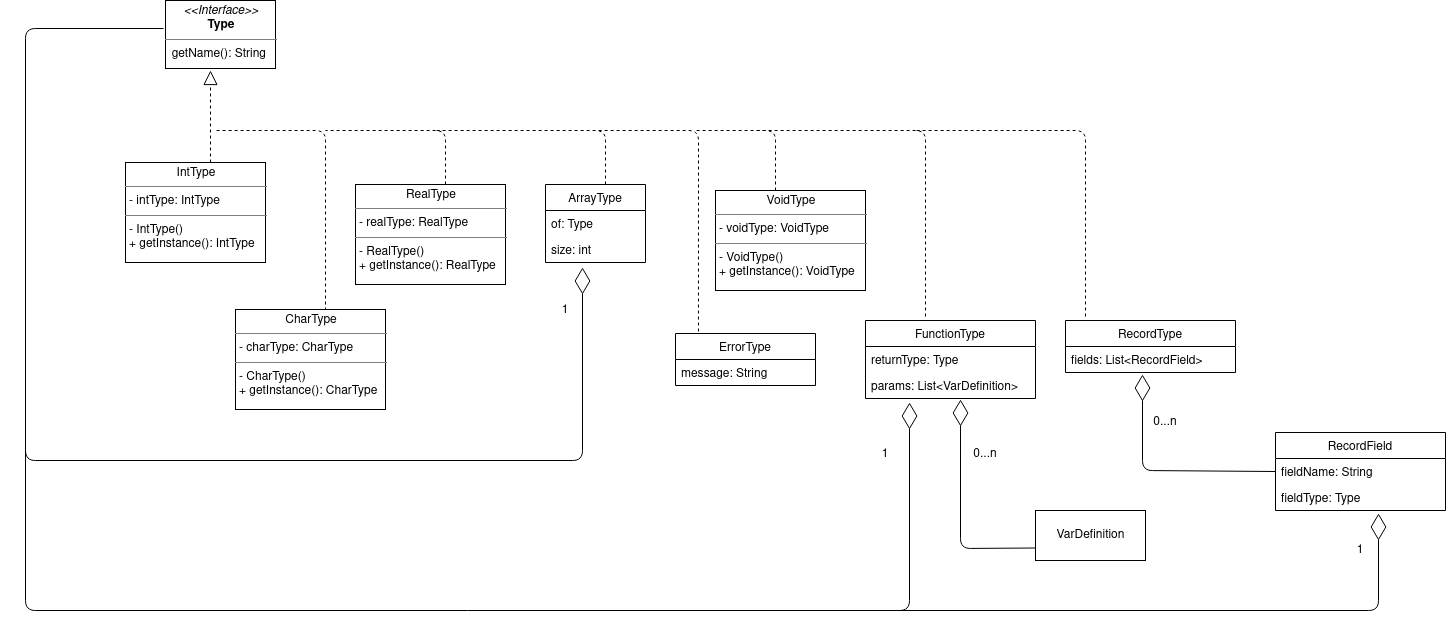 <<Interface>>
Type
getName(): String
IntType
- intType: IntType
- IntType()
+ getInstance(): IntType
RealType
- realType: RealType
- RealType()
+ getInstance(): RealType
ArrayType
of: Type
size: int
1
VoidType
- voidType: VoidType
- VoidType()
+ getInstance(): VoidType
CharType
- charType: CharType
- CharType()
+ getInstance(): CharType
ErrorType
message: String
FunctionType
returnType: Type
params: List<VarDefinition>
1
0...n
VarDefinition
RecordType
fields: List<RecordField>
0...n
RecordField
fieldName: String
fieldType: Type
1